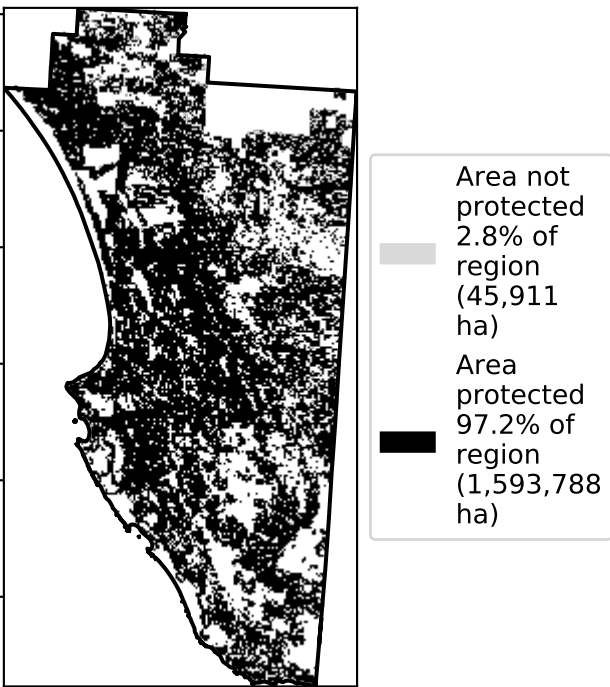 Area not
protected
2.8% of
region
(45,911
ha)
Area
protected
97.2% of
region
(1,593,788
ha)